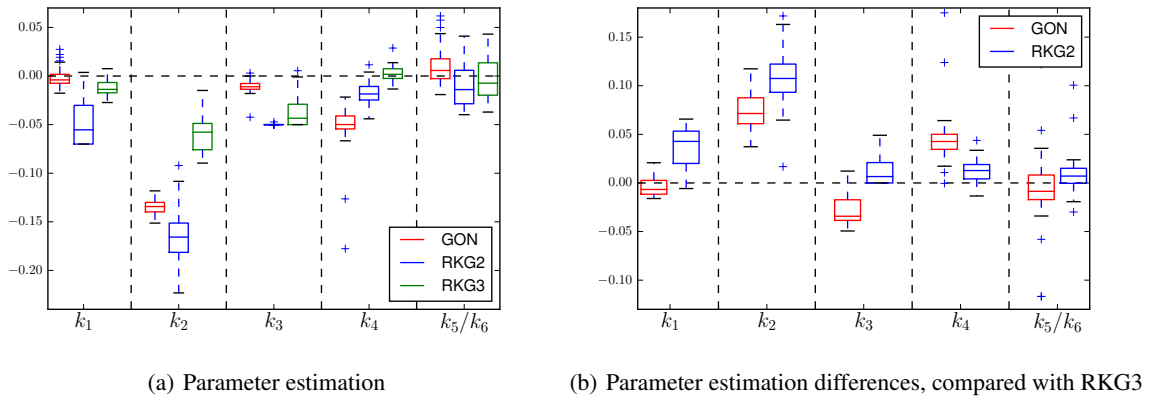 0.05
0.00
−0.05
−0.10
−0.15
−0.20
k1
k2
k3
k4
k5/k6
GON
RKG2
RKG3
(a) Parameter estimation
0.15
0.10
0.05
0.00
−0.05
−0.10
k1
k2
k3
k4
k5/k6
GON
RKG2
(b) Parameter estimation differences, compared with RKG3